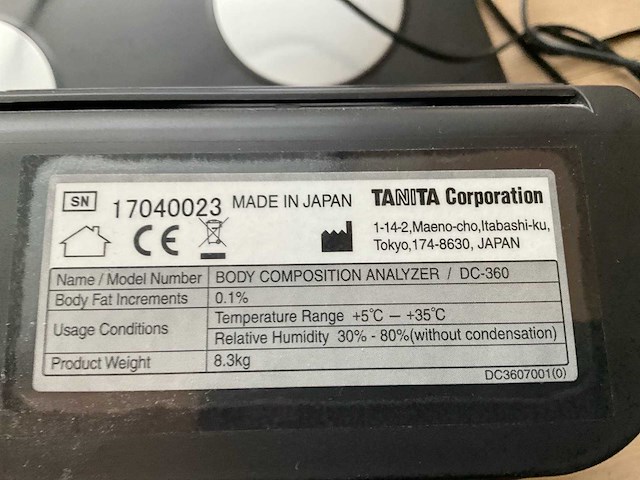 SN 17040023 MADE IN JAPAN TANITA Corporation
1-14-2,Maeno-cho,Itabashi-ku,
Tokyo,174-8630, JAPAN
CE
Name / Model Number BODY COMPOSITION ANALYZER / DC-360
Body Fat Increments 0.1%
Usage Conditions Temperature Range +5℃ — +35℃
Relative Humidity 30% - 80%(without condensation)
Product Weight 8.3kg
DC3607001(0)